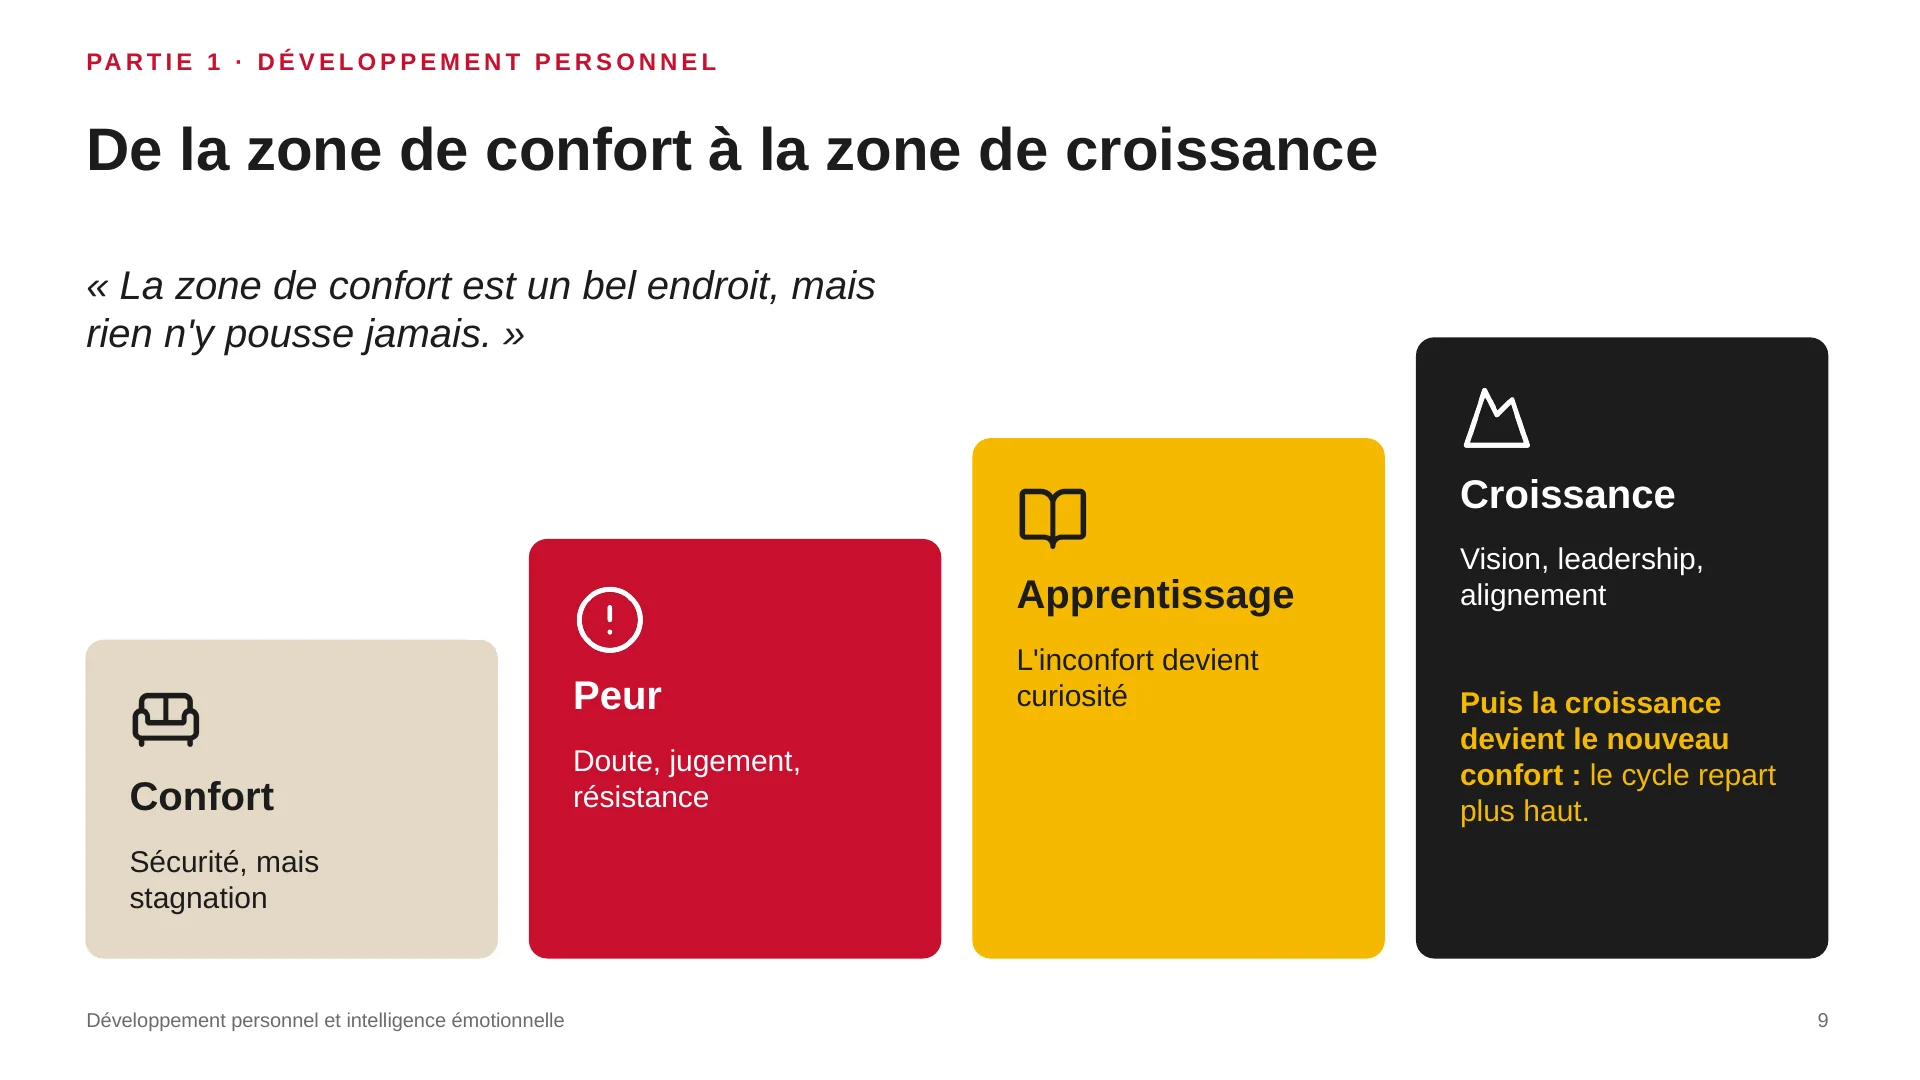 PARTIE 1 · DÉVELOPPEMENT PERSONNEL
De la zone de confort à la zone de croissance
« La zone de confort est un bel endroit, mais
rien n'y pousse jamais. »
Confort
Sécurité, mais
stagnation
Peur
Doute, jugement,
résistance
Apprentissage
L'inconfort devient
curiosité
Croissance
Vision, leadership,
alignement
Puis la croissance
devient le nouveau
confort : le cycle repart
plus haut.
Développement personnel et intelligence émotionnelle
9